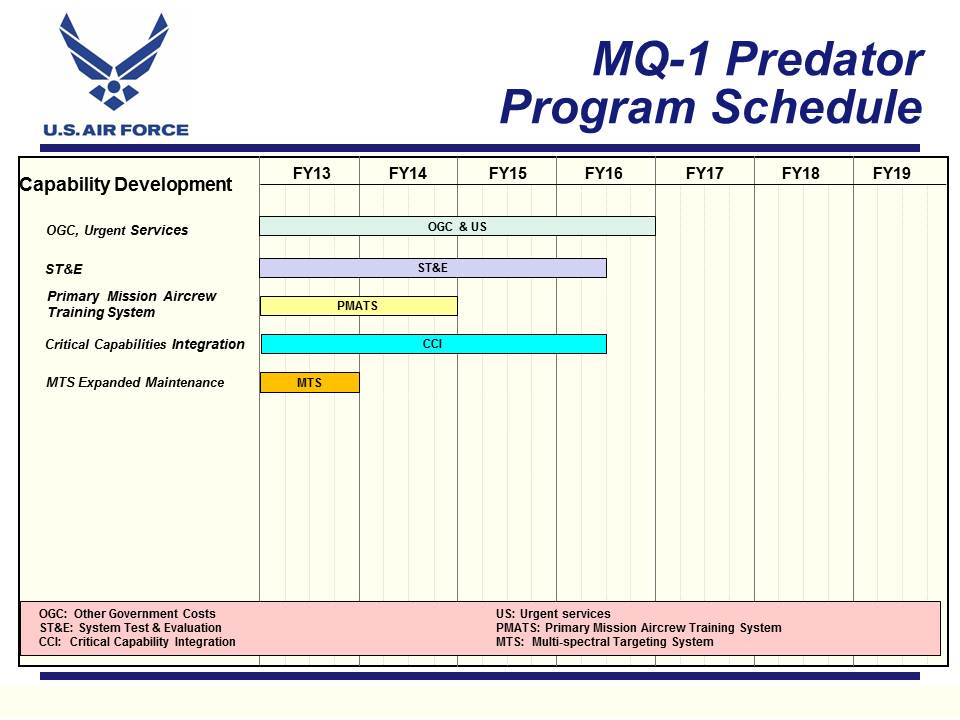 U.S. AIR FORCE
MQ-1 Predator
Program Schedule
Capability Development
FY13 FY14 FY15 FY16 FY17 FY18 FY19
OGC, Urgent Services
OGC & US
ST&E
ST&E
Primary Mission Aircrew
Training System
PMATS
Critical Capabilities Integration
CCI
MTS Expanded Maintenance
MTS
OGC: Other Government Costs
ST&E: System Test & Evaluation
CCI: Critical Capability Integration
US: Urgent services
PMATS: Primary Mission Aircrew Training System
MTS: Multi-spectral Targeting System